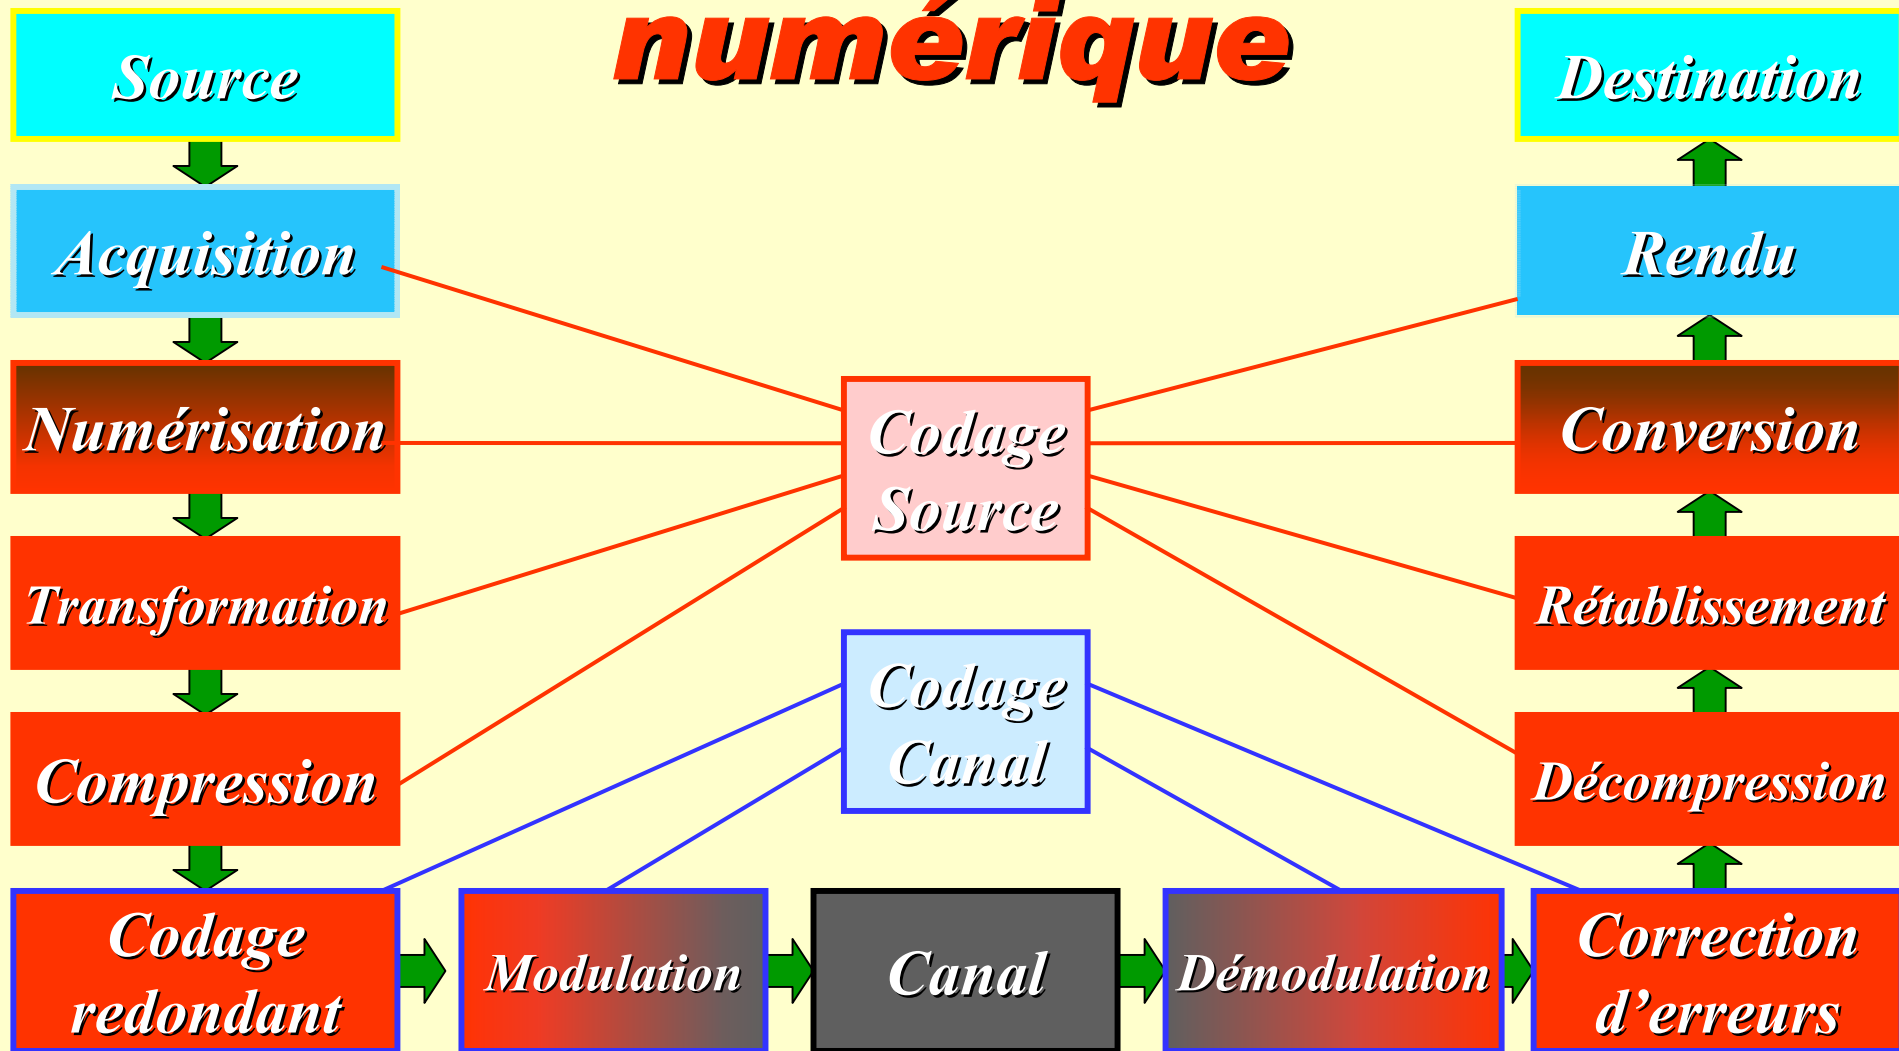 numérique
Source
Destination
Acquisition
Rendu
Numérisation
Codage
Source
Conversion
Transformation
Rétablissement
Codage
Canal
Compression
Décompression
Codage
redondant
Modulation
Canal
Démodulation
Correction
d’erreurs